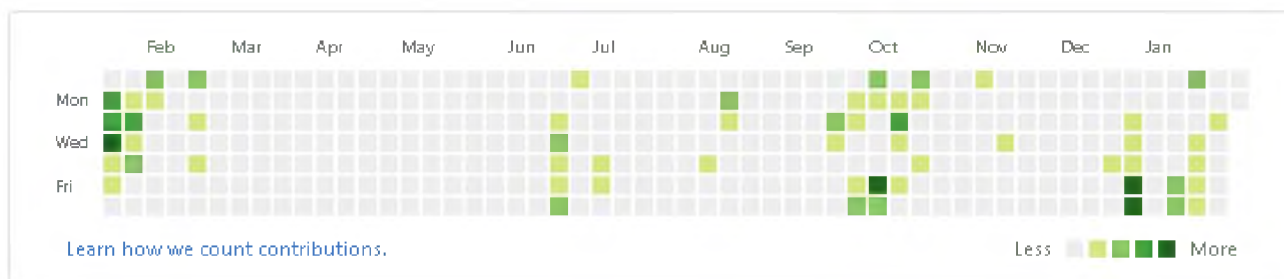 Feb Mar Apr May Jun Jul Aug Sep Oct Nov Dec Jan
Mon
Wed
Fri
Learn how we count contributions.
Less More